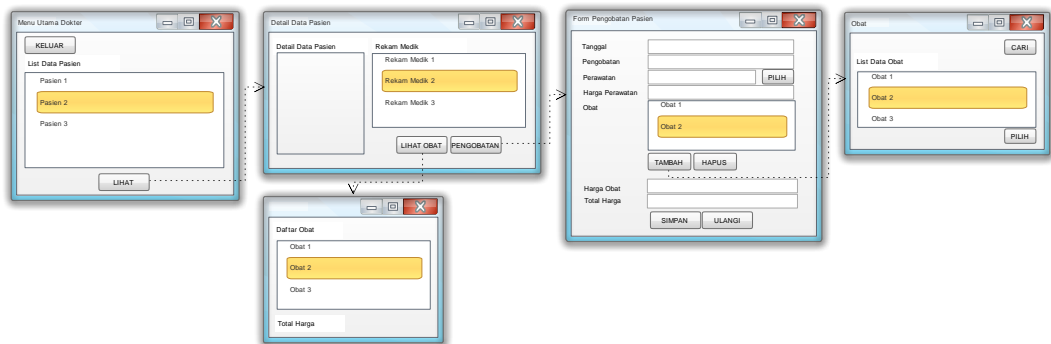 Menu Utama Dokter
KELUAR
List Data Pasien
Pasien 1
Pasien 2
Pasien 3
LIHAT
Detail Data Pasien
Detail Data Pasien
Rekam Medik
Rekam Medik 1
Rekam Medik 2
Rekam Medik 3
LIHAT OBAT
PENGOBATAN
Daftar Obat
Obat 1
Obat 2
Obat 3
Total Harga
Form Pengobatan Pasien
Tanggal
Pengobatan
Perawatan
PILIH
Harga Perawatan
Obat
Obat 1
Obat 2
TAMBAH
HAPUS
Harga Obat
Total Harga
SIMPAN
ULANGI
Obat
CARI
List Data Obat
Obat 1
Obat 2
Obat 3
PILIH